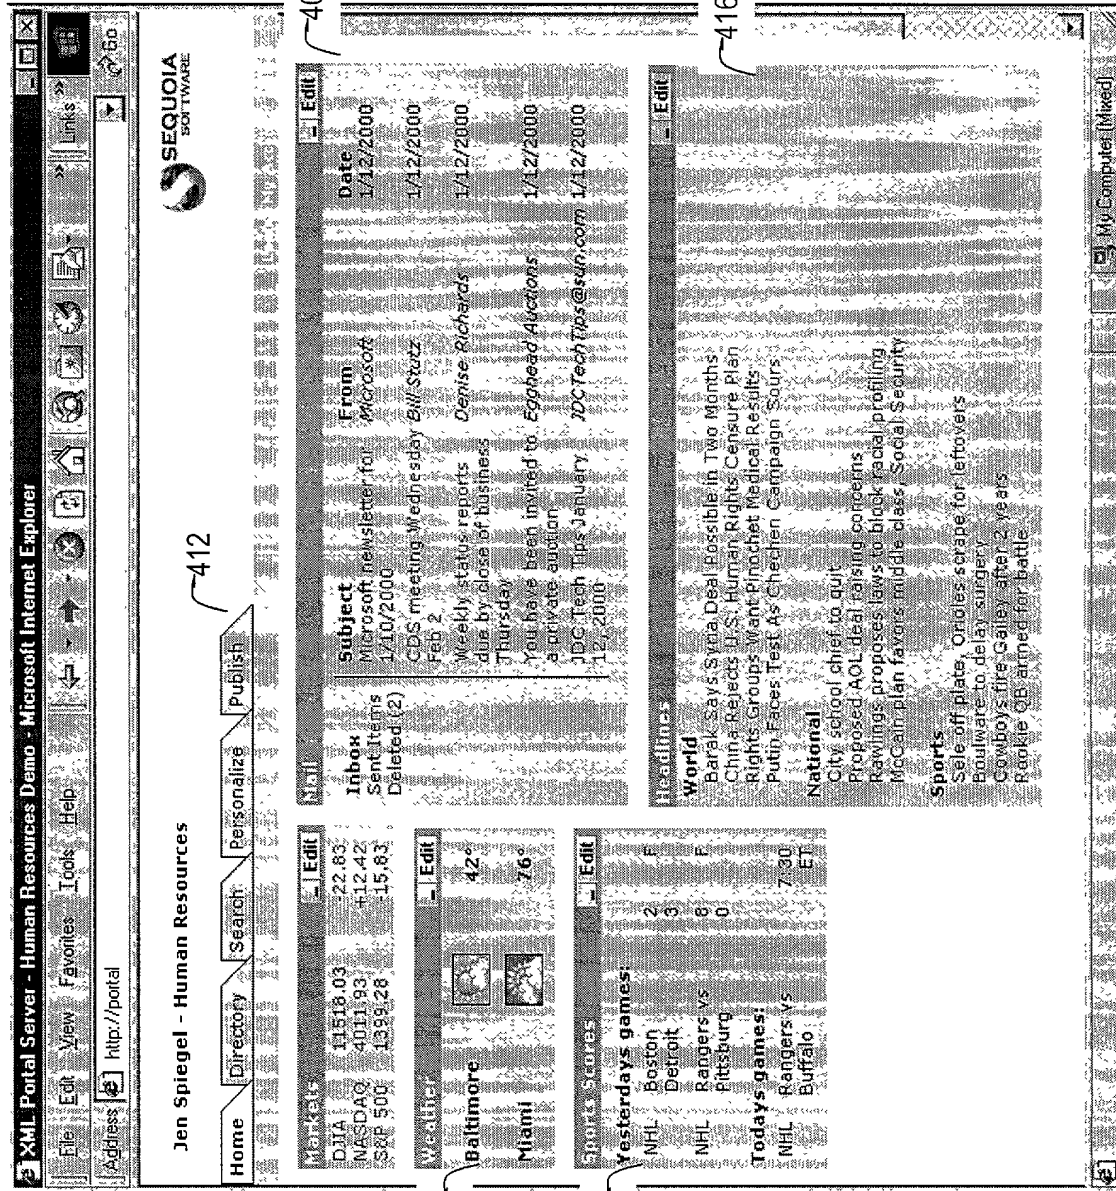 XML Portal Server - Human Resources Demo - Microsoft Internet Explorer
File Edit View Favorites Tools Help
Links »
Address http://portal
Go
Jen Spiegel - Human Resources
SEQUOIA
SOFTWARE
Home Directory Search Personalize Publish
412
Markets Edit
DJIA 11518.03 -22.83
NASDAQ 4011.93 +12.42
S&P 500 1399.28 -15.83
Weather Edit
Baltimore 42°
Miami 76°
Sports Scores Edit
Yesterdays games:
NHL Boston 2 F
Detroit 3
NHL Rangers vs 8 F
Pittsburg 0
Todays games:
NHL Rangers vs 7:30
Buffalo ET
Mail Edit
Inbox
Sent Items
Deleted (2)
Subject From Date
Microsoft newsletter for Microsoft 1/12/2000
1/10/2000
CDS meeting Wednesday Bill Stotz 1/12/2000
Feb 2
Weekly status reports Denise Richards 1/12/2000
due by close of business
Thursday
You have been invited to Egghead Auctions 1/12/2000
a private auction
JDC Tech Tips January JDCTechTips@sun.com 1/12/2000
12, 2000
40
Headlines Edit
416
World
Barak Says Syria Deal Possible in Two Months
China Rejects U.S. Human Rights Censure Plan
Rights Groups Want Pinochet Medical Results
Putin Faces Test As Chechen Campaign Sours
National
City school chief to quit
Proposed AOL deal raising concerns
Rawlings proposes laws to block racial profiling
McCain plan favors middle class, Social Security
Sports
Sele off plate, Orioles scrape for leftovers
Boulware to delay surgery
Cowboys fire Gailey after 2 years
Rookie QB armed for battle
My Computer (Mixed)